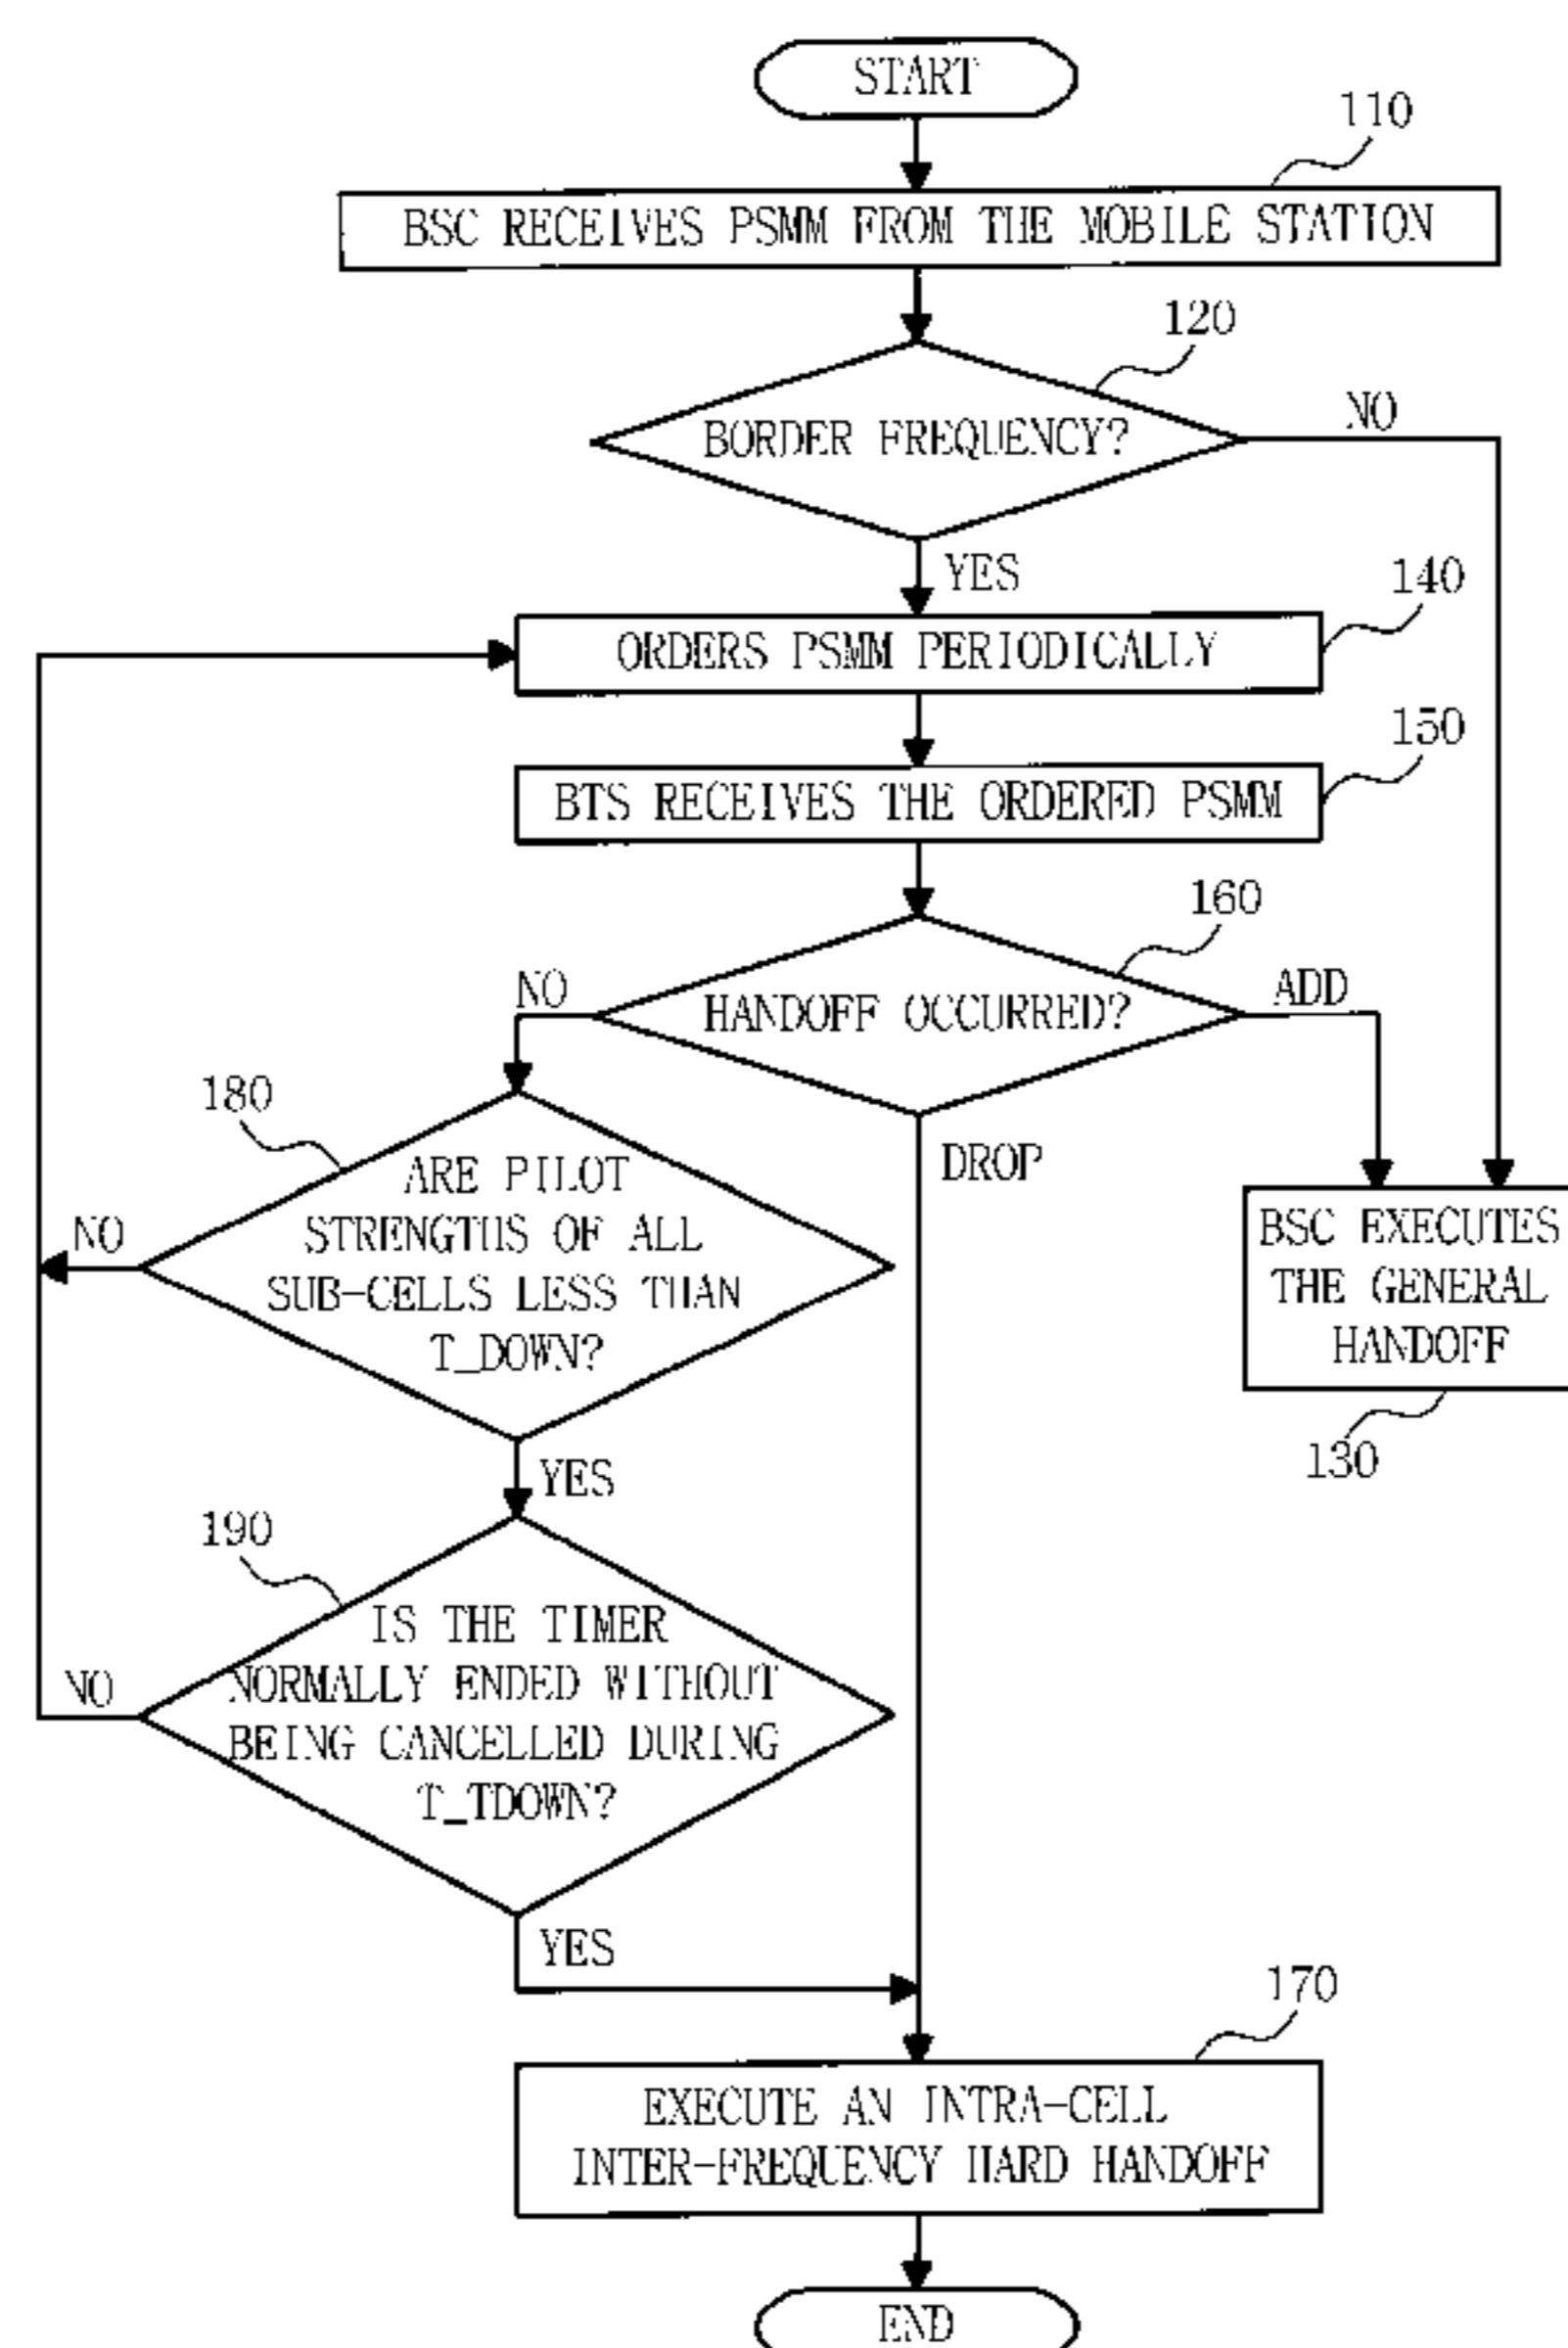 START
110
BSC RECEIVES PSMM FROM THE MOBILE STATION
120
BORDER FREQUENCY?
NO
YES
140
ORDERS PSMM PERIODICALLY
150
BTS RECEIVES THE ORDERED PSMM
160
HANDOFF OCCURRED?
NO
ADD
DROP
180
ARE PILOT
STRENGTHS OF ALL
SUB-CELLS LESS THAN
T_DOWN?
NO
YES
BSC EXECUTES
THE GENERAL
HANDOFF
130
190
IS THE TIMER
NORMALLY ENDED WITHOUT
BEING CANCELLED DURING
T_TDOWN?
NO
YES
170
EXECUTE AN INTRA-CELL
INTER-FREQUENCY HARD HANDOFF
END